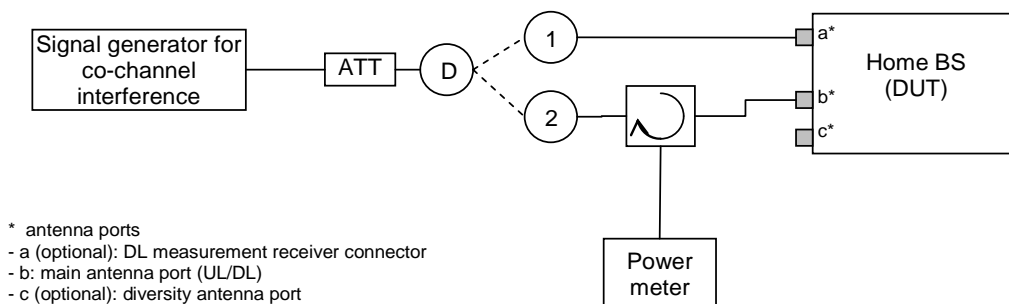 Signal generator for
co-channel
interference
ATT
D
1
2
a*
b*
c*
Home BS
(DUT)
Power
meter
* antenna ports
- a (optional): DL measurement receiver connector
- b: main antenna port (UL/DL)
- c (optional): diversity antenna port